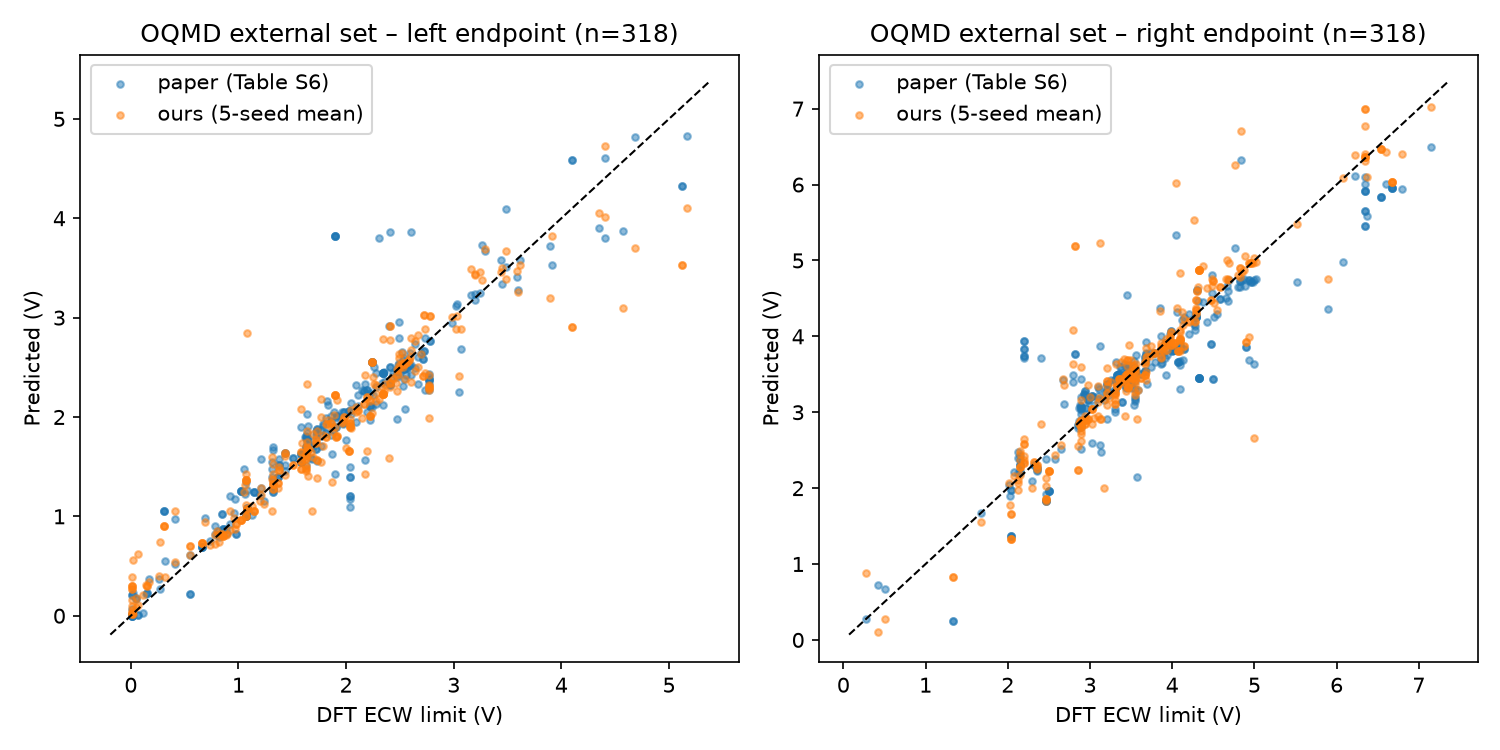 OQMD external set – left endpoint (n=318)
paper (Table S6)
ours (5-seed mean)
Predicted (V)
5
4
3
2
1
0
0 1 2 3 4 5
DFT ECW limit (V)
OQMD external set – right endpoint (n=318)
paper (Table S6)
ours (5-seed mean)
Predicted (V)
7
6
5
4
3
2
1
0
0 1 2 3 4 5 6 7
DFT ECW limit (V)